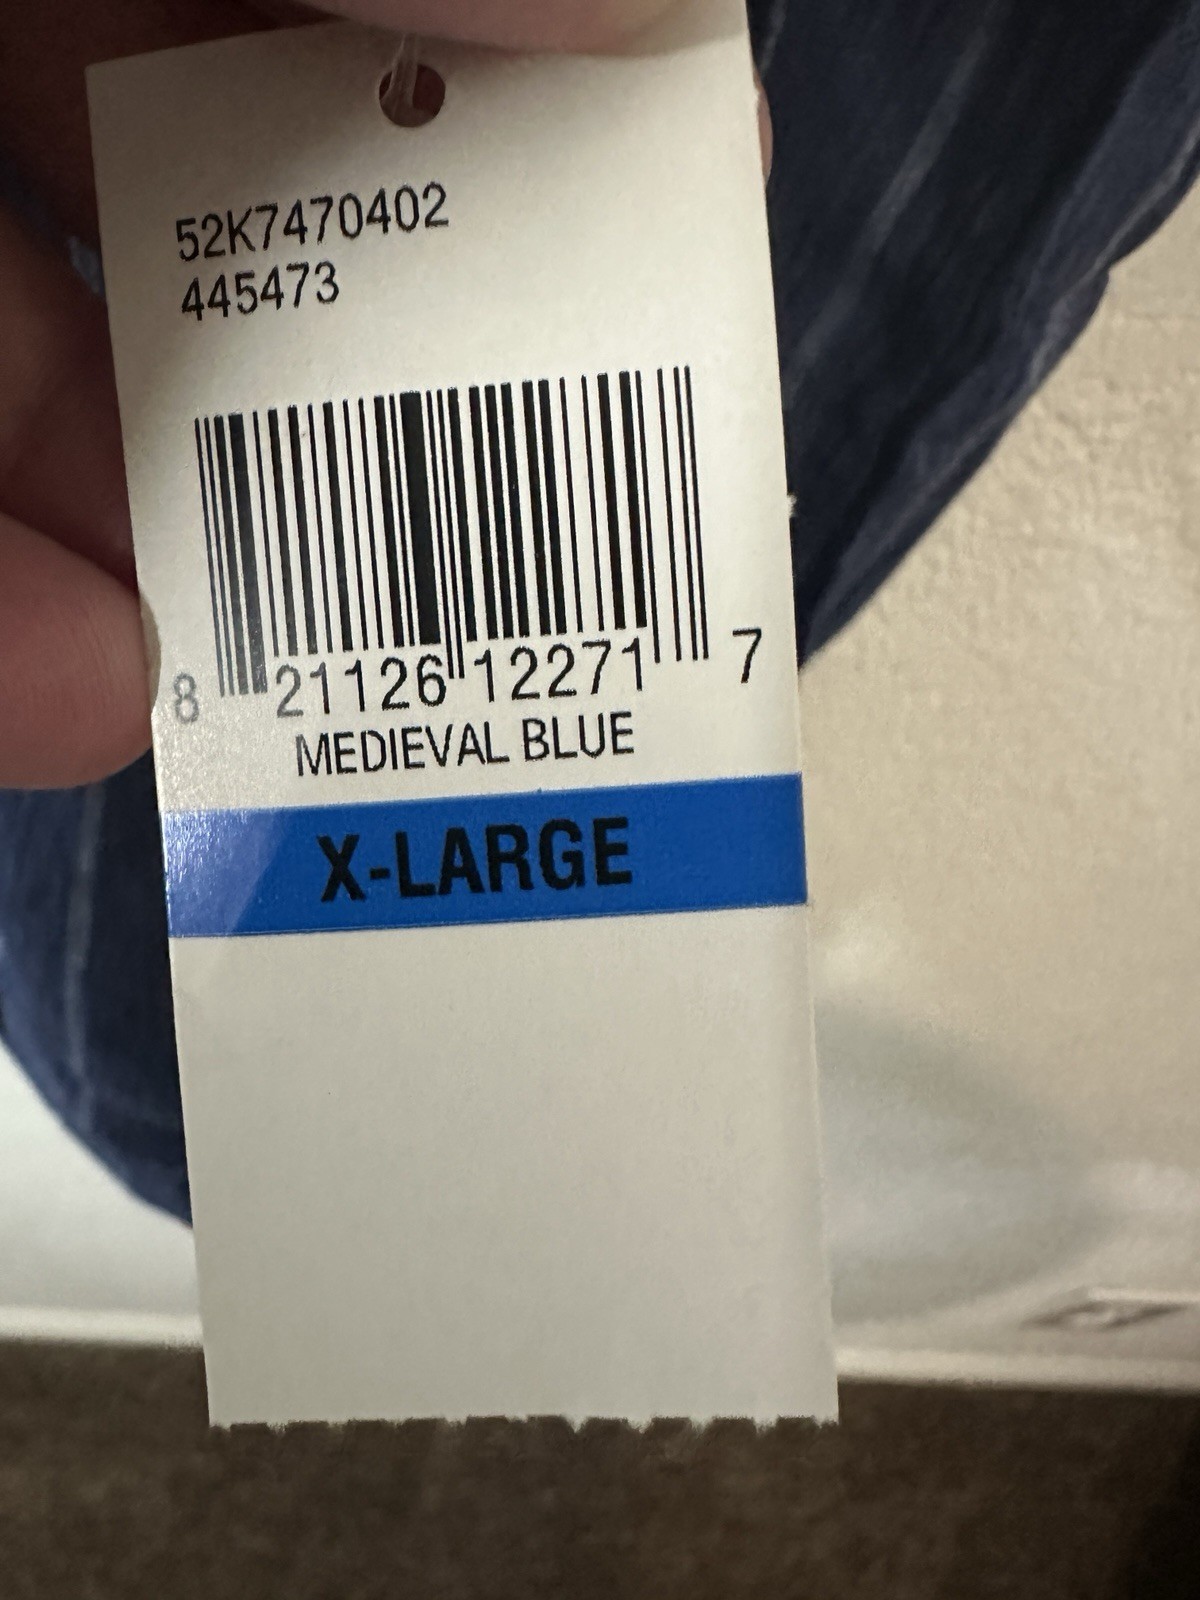 52K7470402
445473
8 21126 12271 7
MEDIEVAL BLUE
X-LARGE